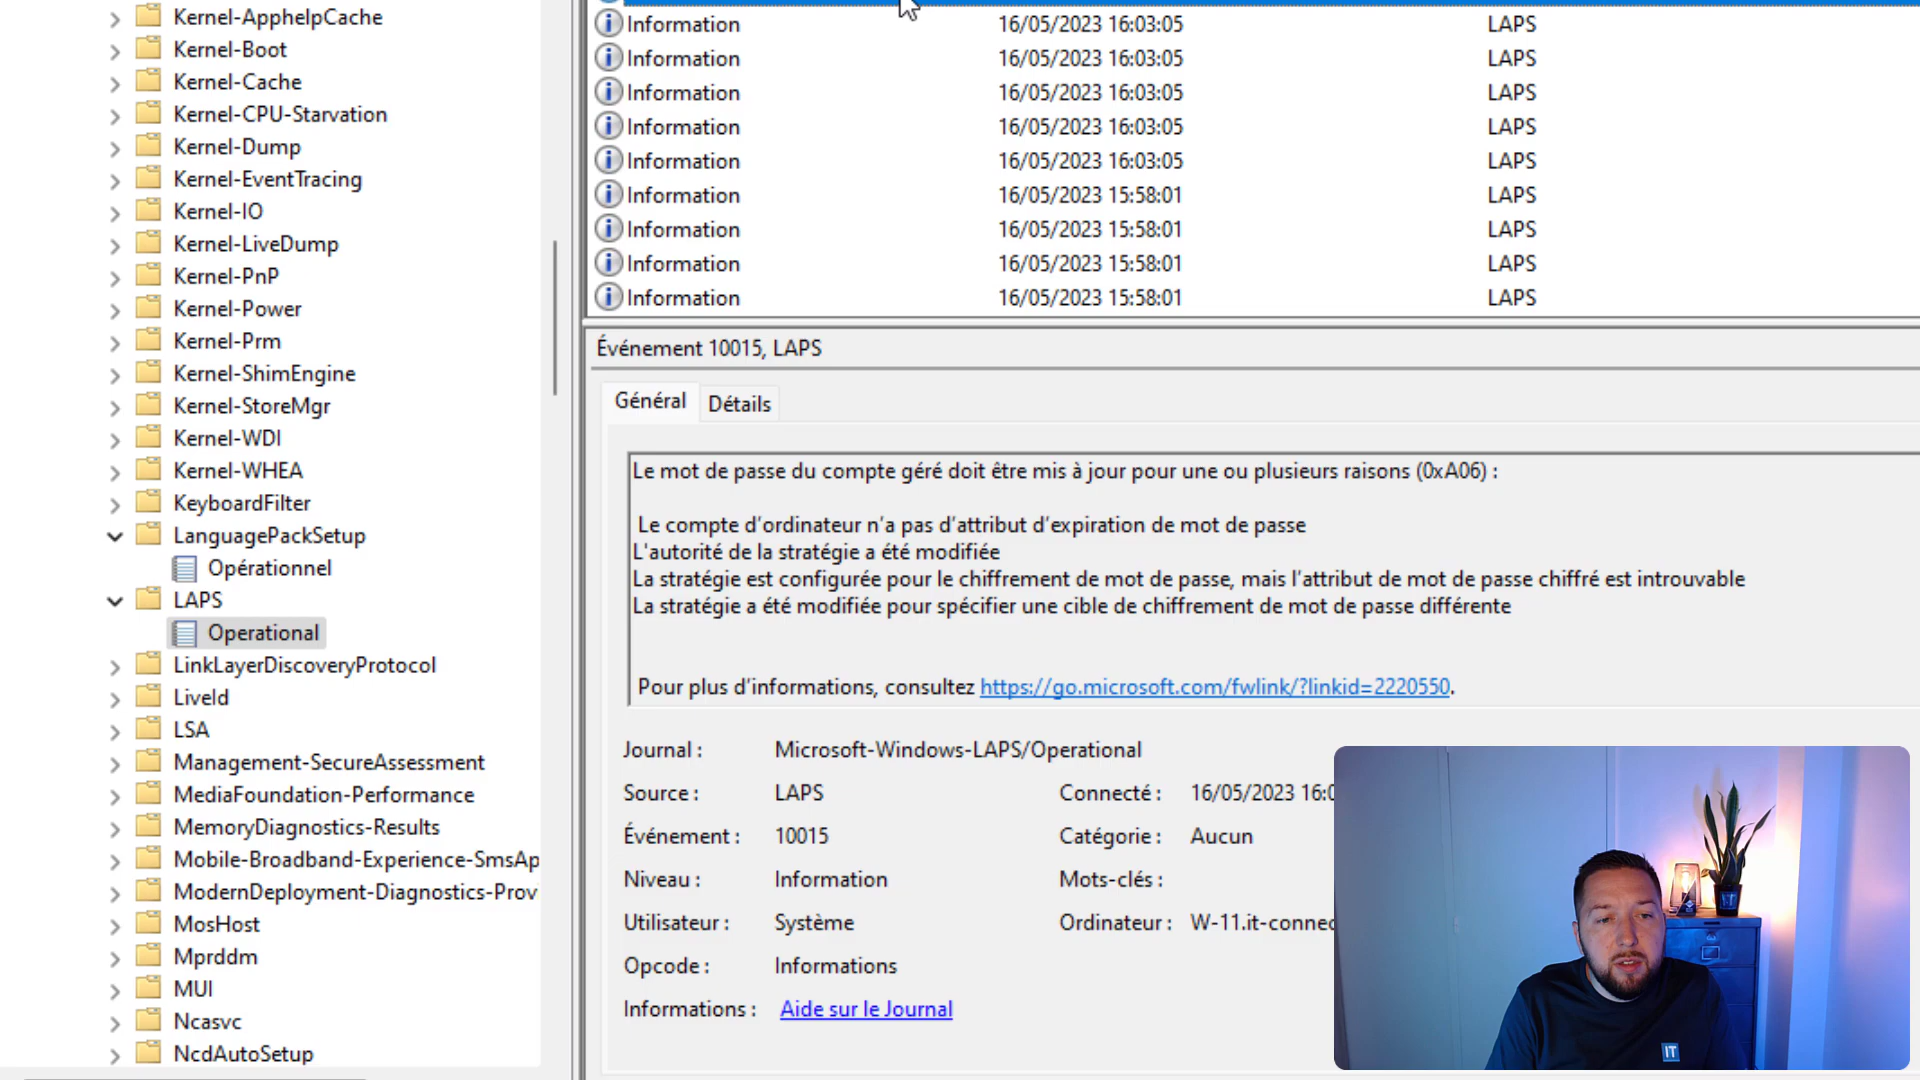 Kernel-ApphelpCache
Kernel-Boot
Kernel-Cache
Kernel-CPU-Starvation
Kernel-Dump
Kernel-EventTracing
Kernel-IO
Kernel-LiveDump
Kernel-PnP
Kernel-Power
Kernel-Prm
Kernel-ShimEngine
Kernel-StoreMgr
Kernel-WDI
Kernel-WHEA
KeyboardFilter
LanguagePackSetup
Opérationnel
LAPS
Operational
LinkLayerDiscoveryProtocol
LiveId
LSA
Management-SecureAssessment
MediaFoundation-Performance
MemoryDiagnostics-Results
Mobile-Broadband-Experience-SmsAp
ModernDeployment-Diagnostics-Prov
MosHost
Mprddm
MUI
Ncasvc
NcdAutoSetup
Information 16/05/2023 16:03:05 LAPS
Information 16/05/2023 16:03:05 LAPS
Information 16/05/2023 16:03:05 LAPS
Information 16/05/2023 16:03:05 LAPS
Information 16/05/2023 16:03:05 LAPS
Information 16/05/2023 15:58:01 LAPS
Information 16/05/2023 15:58:01 LAPS
Information 16/05/2023 15:58:01 LAPS
Information 16/05/2023 15:58:01 LAPS
Événement 10015, LAPS
Général Détails
Le mot de passe du compte géré doit être mis à jour pour une ou plusieurs raisons (0xA06) :
Le compte d'ordinateur n'a pas d'attribut d'expiration de mot de passe
L'autorité de la stratégie a été modifiée
La stratégie est configurée pour le chiffrement de mot de passe, mais l'attribut de mot de passe chiffré est introuvable
La stratégie a été modifiée pour spécifier une cible de chiffrement de mot de passe différente
Pour plus d'informations, consultez https://go.microsoft.com/fwlink/?linkid=2220550.
Journal : Microsoft-Windows-LAPS/Operational
Source : LAPS Connecté : 16/05/2023 16:0
Événement : 10015 Catégorie : Aucun
Niveau : Information Mots-clés :
Utilisateur : Système Ordinateur : W-11.it-connec
Opcode : Informations
Informations : Aide sur le Journal
IT